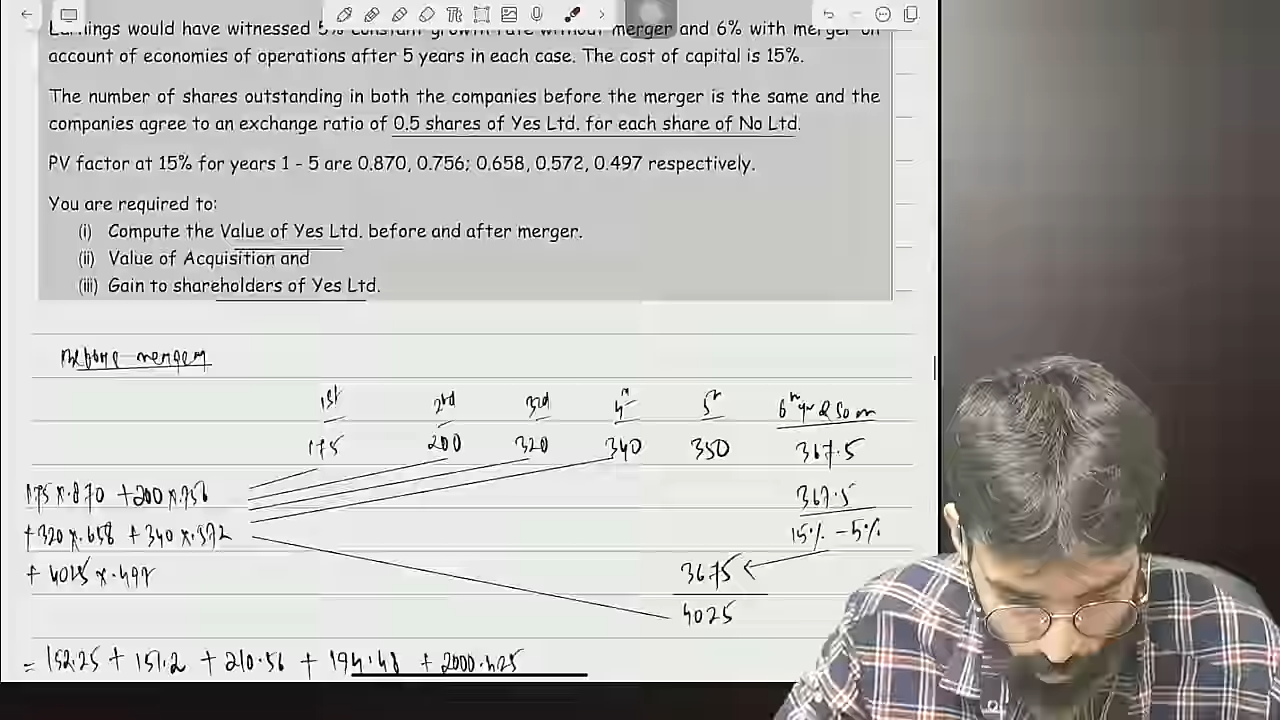 Earnings would have witnessed 5% constant growth rate without merger and 6% with merger on
account of economies of operations after 5 years in each case. The cost of capital is 15%.
The number of shares outstanding in both the companies before the merger is the same and the
companies agree to an exchange ratio of 0.5 shares of Yes Ltd. for each share of No Ltd.
PV factor at 15% for years 1 - 5 are 0.870, 0.756; 0.658, 0.572, 0.497 respectively.
You are required to:
(i) Compute the Value of Yes Ltd. before and after merger.
(ii) Value of Acquisition and
(iii) Gain to shareholders of Yes Ltd.
Before merger
1st 2nd 3rd 4th 5th 6th yr & so on
175 200 320 340 350 367.5
175 x .870 + 200 x .756
367.5
+ 320 x .658 + 340 x .572
15% - 5%
+ 4025 x .497
3675
4025
= 152.25 + 151.2 + 210.56 + 194.48 + 2000.425